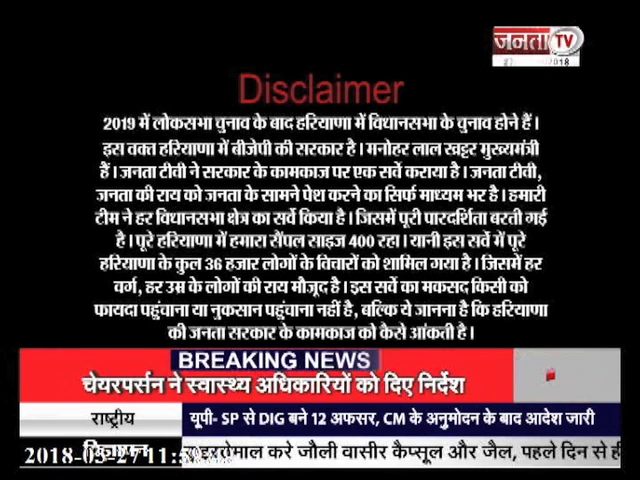 जनता TV
2018
Disclaimer
2019 में लोकसभा चुनाव के बाद हरियाणा में विधानसभा के चुनाव होने हैं।
इस वक्त हरियाणा में बीजेपी की सरकार है। मनोहर लाल खट्टर मुख्यमंत्री
हैं। जनता टीवी ने सरकार के कामकाज पर एक सर्वे कराया है। जनता टीवी,
जनता की राय को जनता के सामने पेश करने का सिर्फ माध्यम भर है। हमारी
टीम ने हर विधानसभा क्षेत्र का सर्वे किया है। जिसमें पूरी पारदर्शिता बरती गई
है। पूरे हरियाणा में हमारा सैंपल साइज 400 रहा। यानी इस सर्वे में पूरे
हरियाणा के कुल 36 हजार लोगों के विचारों को शामिल गया है। जिसमें हर
वर्ग, हर उम्र के लोगों की राय मौजूद है। इस सर्वे का मकसद किसी को
फायदा पहुंचाना या नुकसान पहुंचाना नहीं है, बल्कि ये जानना है कि हरियाणा
की जनता सरकार के कामकाज को कैसे आंकती है।
BREAKING NEWS
चेयरपर्सन ने स्वास्थ्य अधिकारियों को दिए निर्देश
राष्ट्रीय यूपी- SP से DIG बने 12 अफसर, CM के अनुमोदन के बाद आदेश जारी
करे जौली वासीर कैप्सूल और जैल, पहले दिन से ही